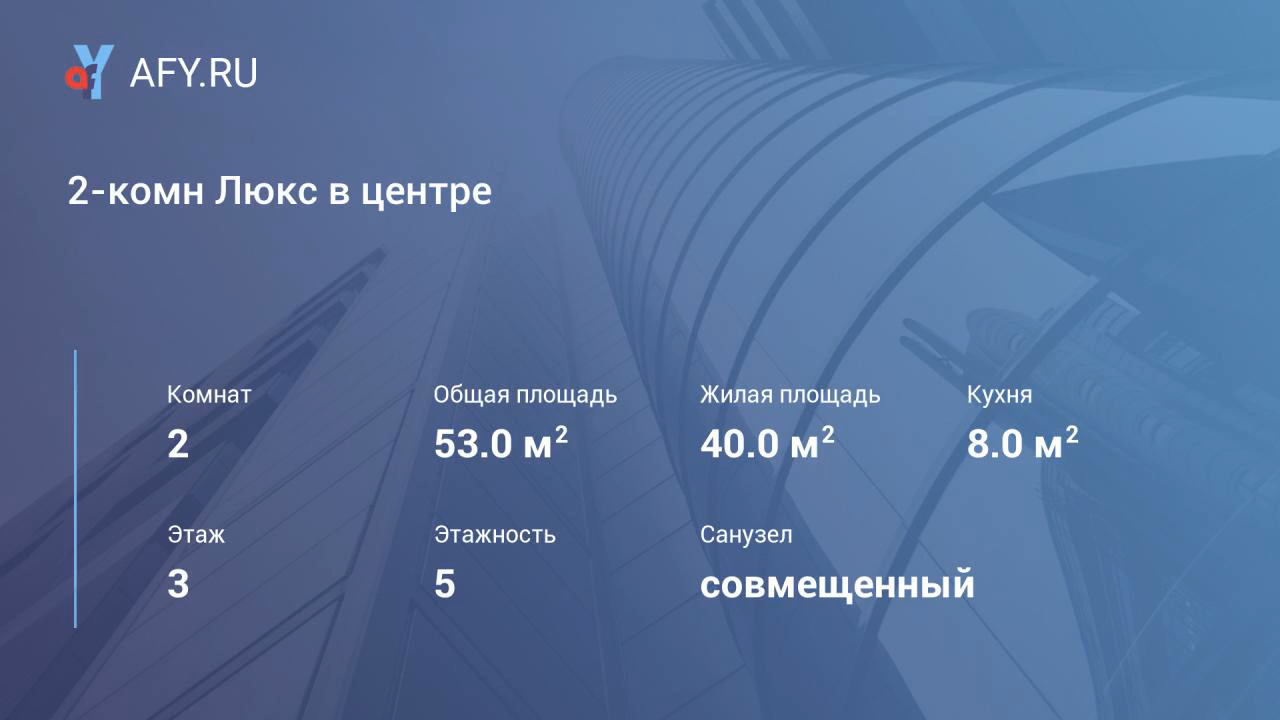 ayf AFY.RU
2-комн Люкс в центре
Комнат
2
Общая площадь
53.0 м²
Жилая площадь
40.0 м²
Кухня
8.0 м²
Этаж
3
Этажность
5
Санузел
совмещенный